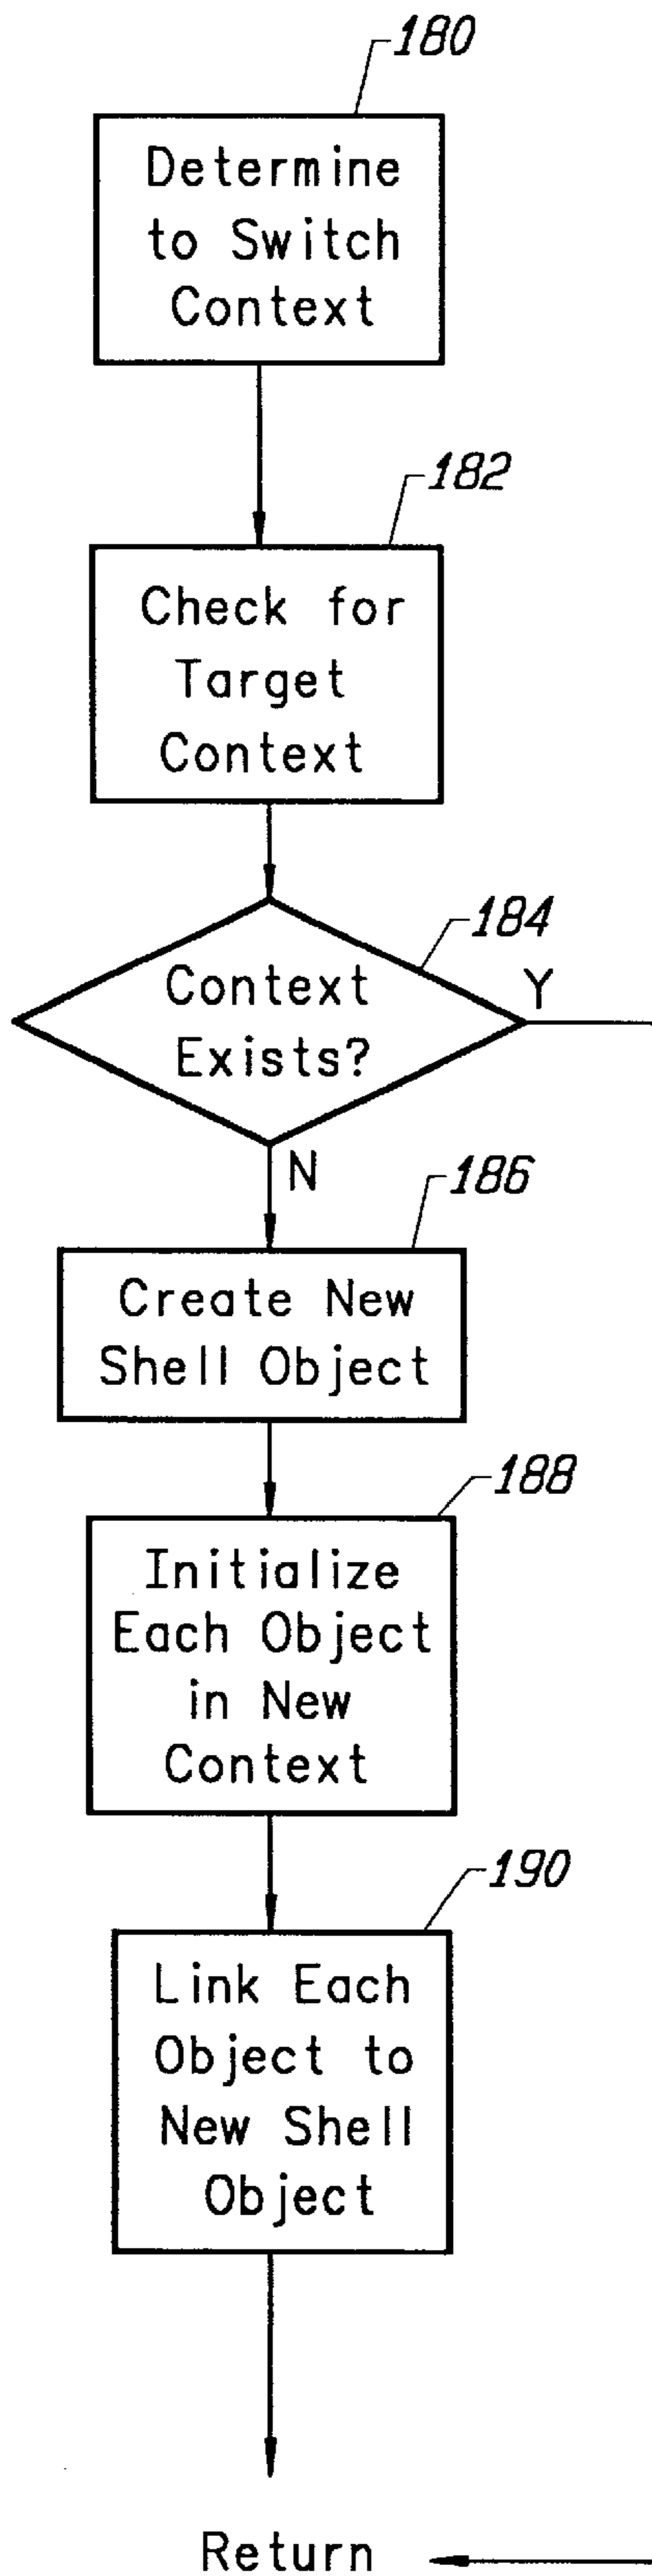 180
Determine
to Switch
Context
182
Check for
Target
Context
184
Context
Exists?
Y
N
186
Create New
Shell Object
188
Initialize
Each Object
in New
Context
190
Link Each
Object to
New Shell
Object
Return